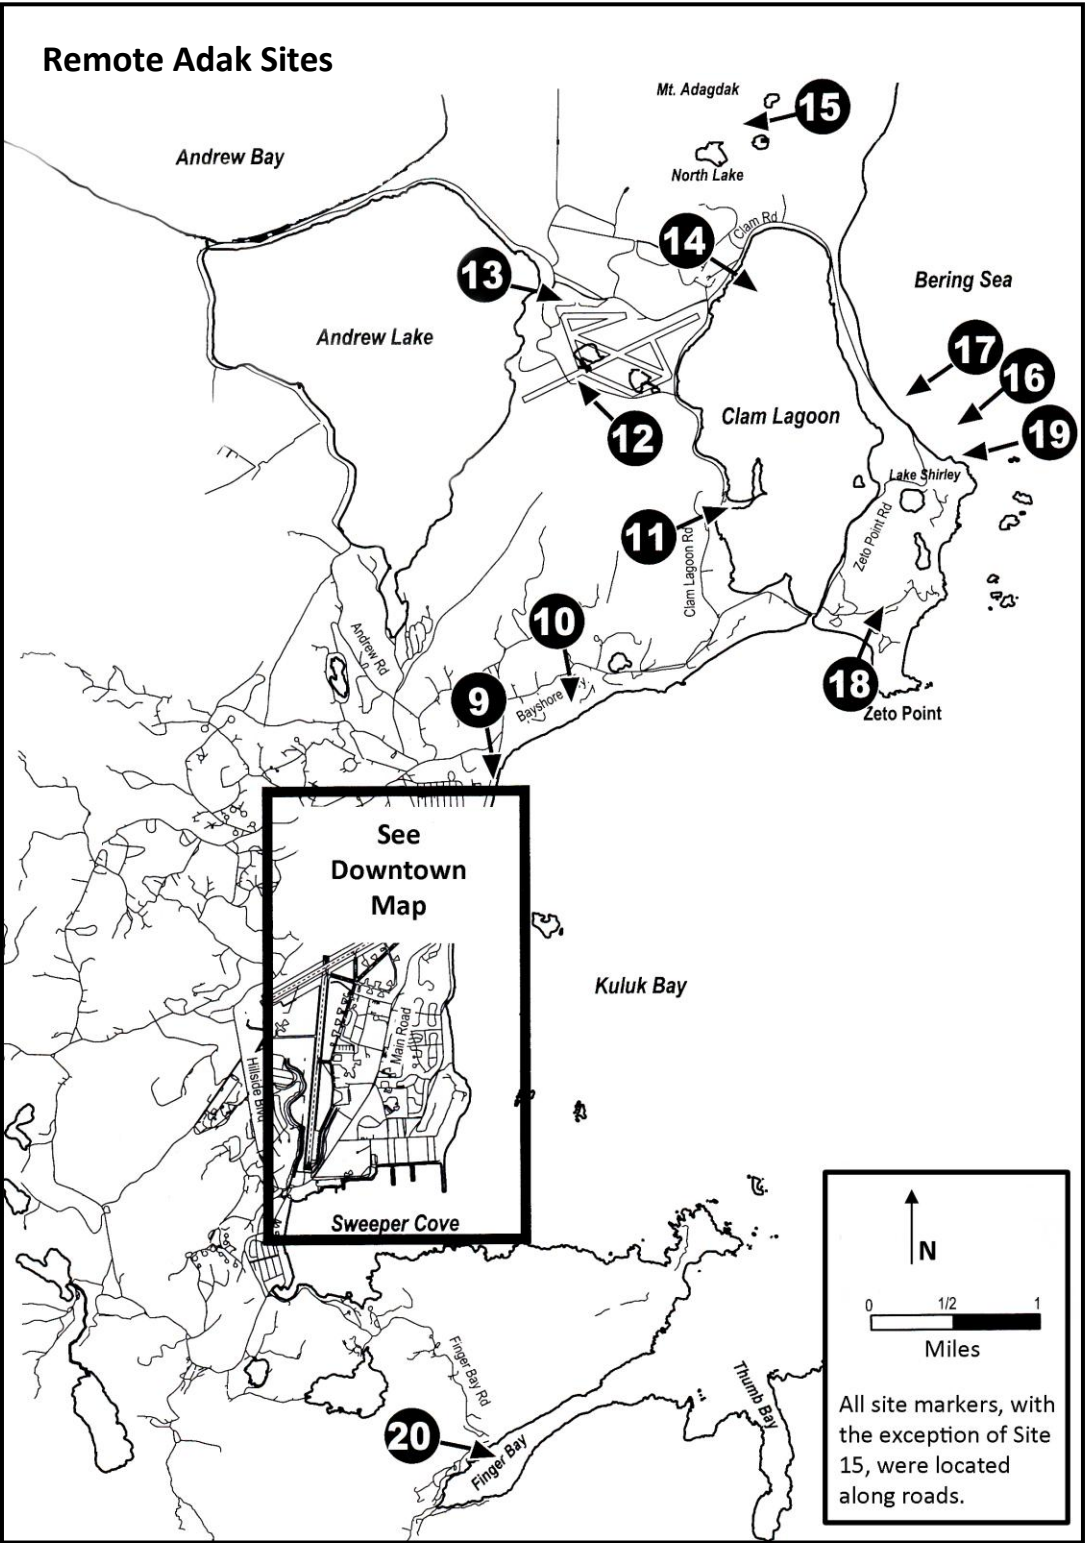 Remote Adak Sites
Mt. Adagdak
15
Andrew Bay
North Lake
Clam Rd
14
13
Bering Sea
Andrew Lake
17
16
Clam Lagoon
12
19
Lake Shirley
11
Zeto Point Rd
Clam Lagoon Rd
10
Andrew Rd
18
9
Bayshore
Zeto Point
See
Downtown
Map
Kuluk Bay
Main Road
Hillside Blvd
Sweeper Cove
N
0 1/2 1
Miles
Finger Bay Rd
Thumb Bay
All site markers, with
the exception of Site
15, were located
along roads.
20
Finger Bay